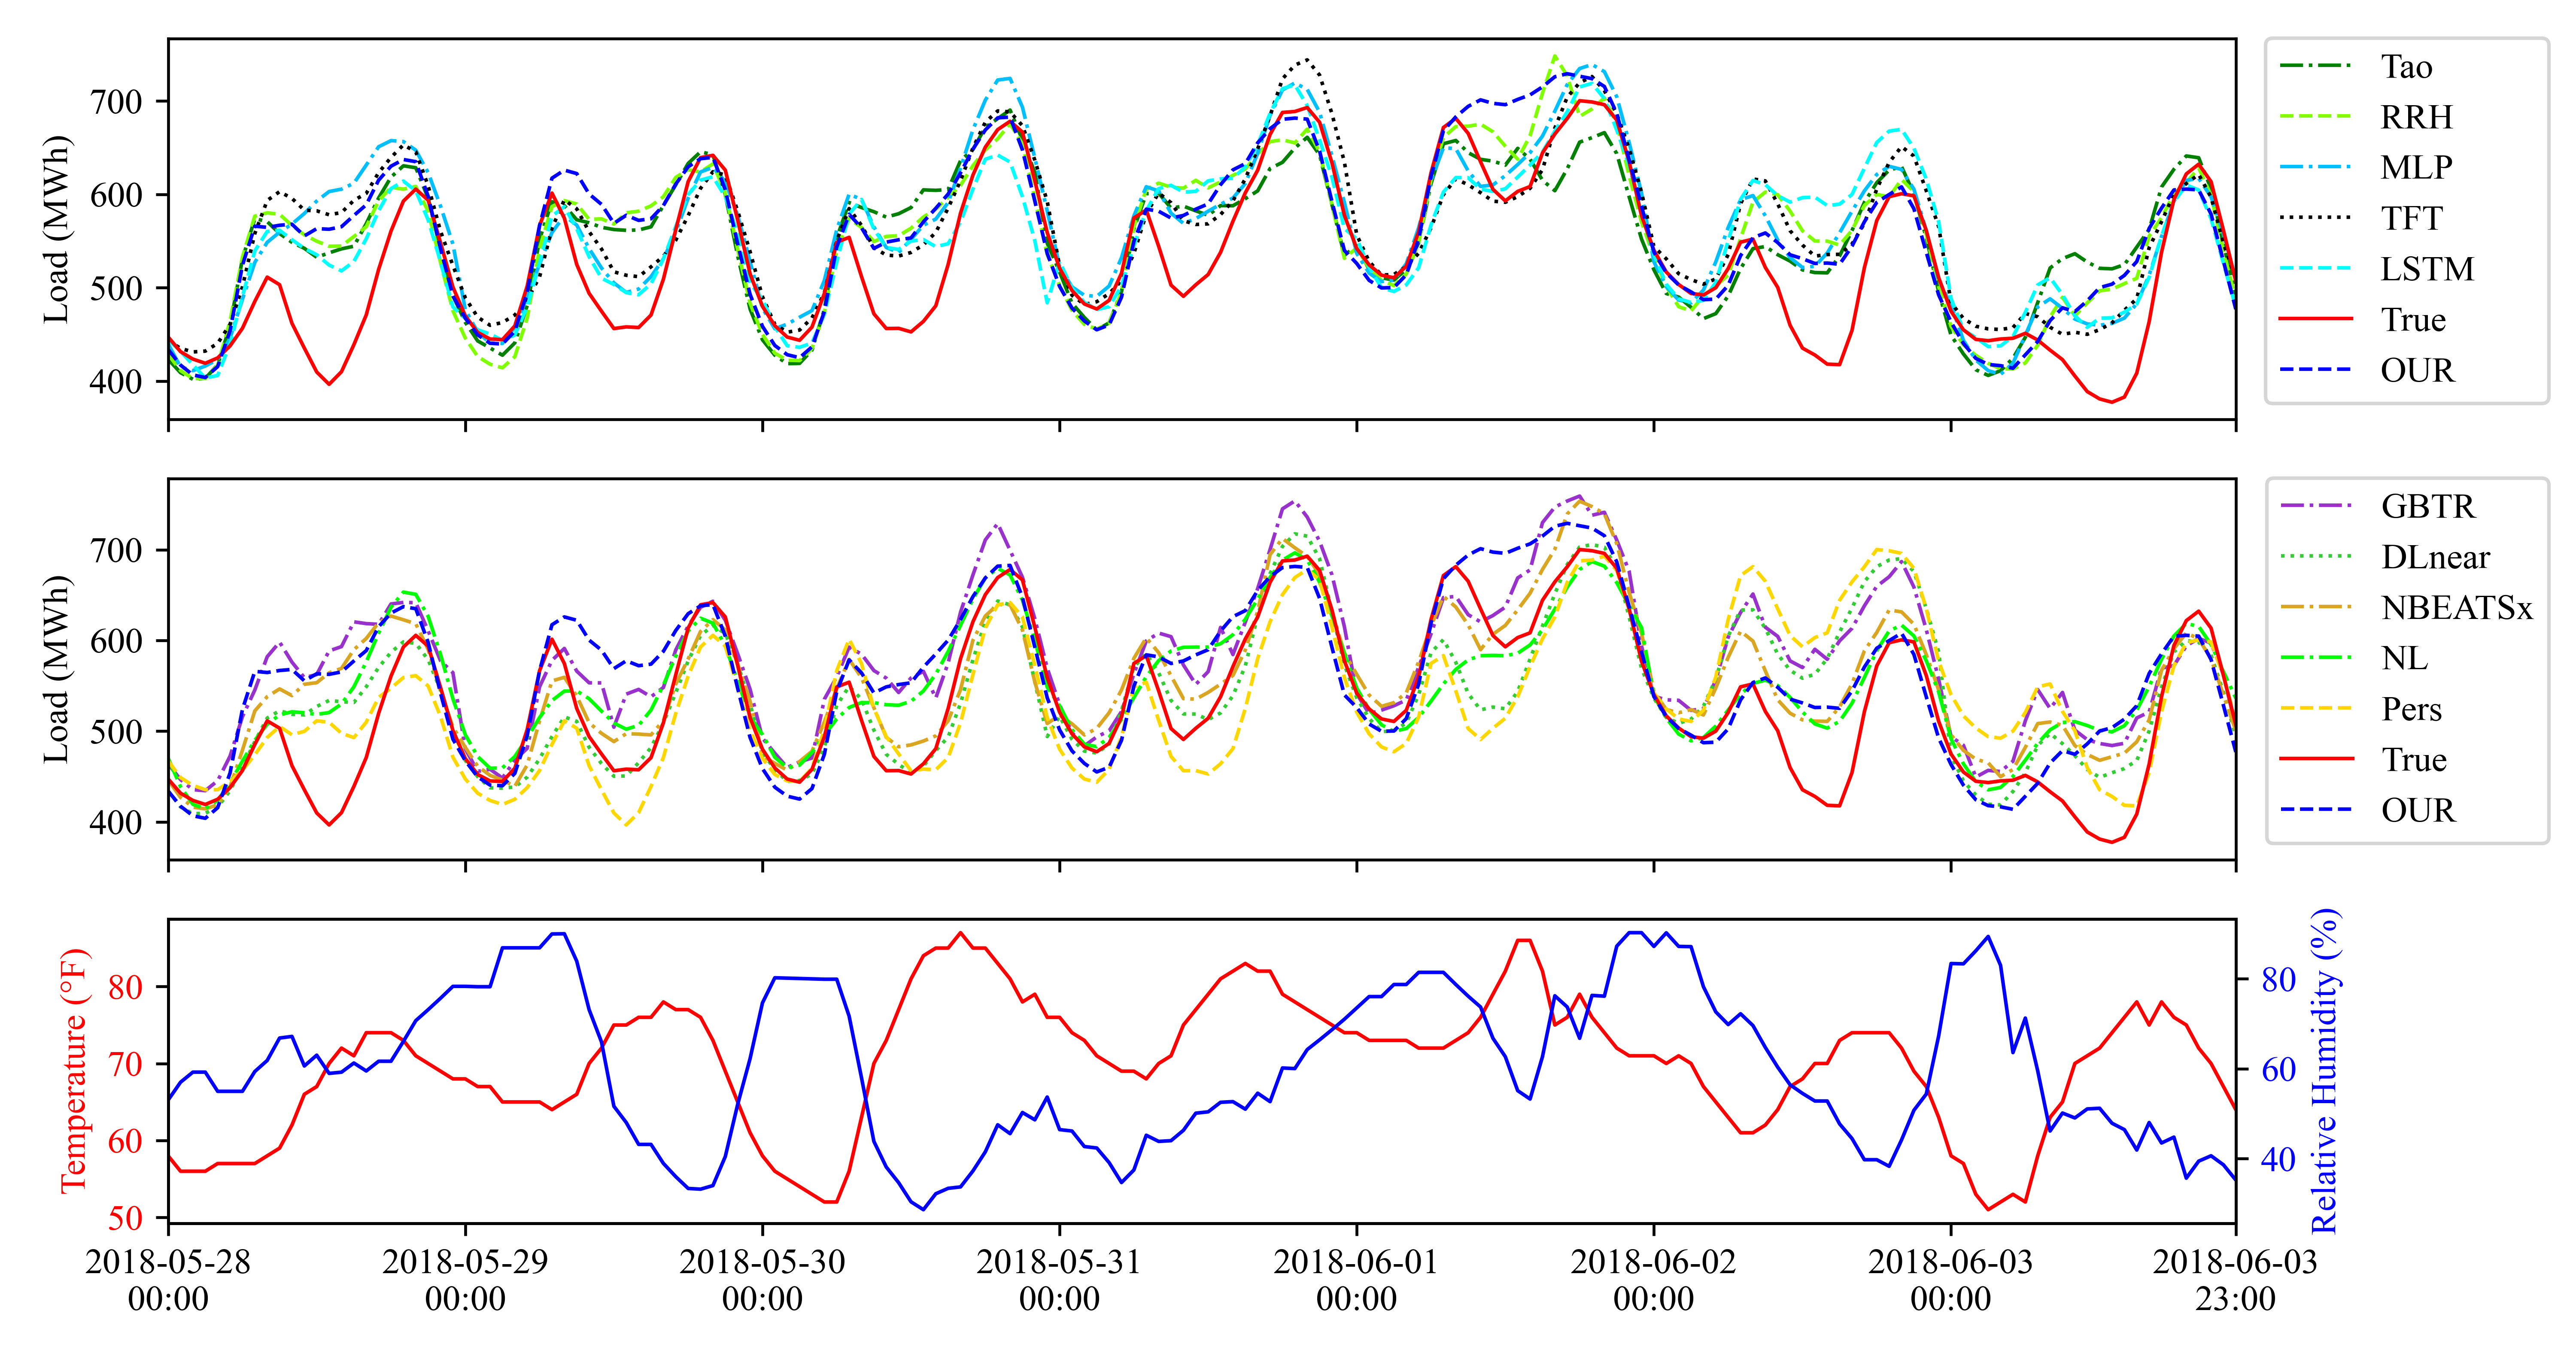 Load (MWh)
700
600
500
400
Tao
RRH
MLP
TFT
LSTM
True
OUR
Load (MWh)
700
600
500
400
GBTR
DLnear
NBEATSx
NL
Pers
True
OUR
Temperature (°F)
80
70
60
50
80
60
40
Relative Humidity (%)
2018-05-28 2018-05-29 2018-05-30 2018-05-31 2018-06-01 2018-06-02 2018-06-03 2018-06-03
00:00 00:00 00:00 00:00 00:00 00:00 00:00 23:00